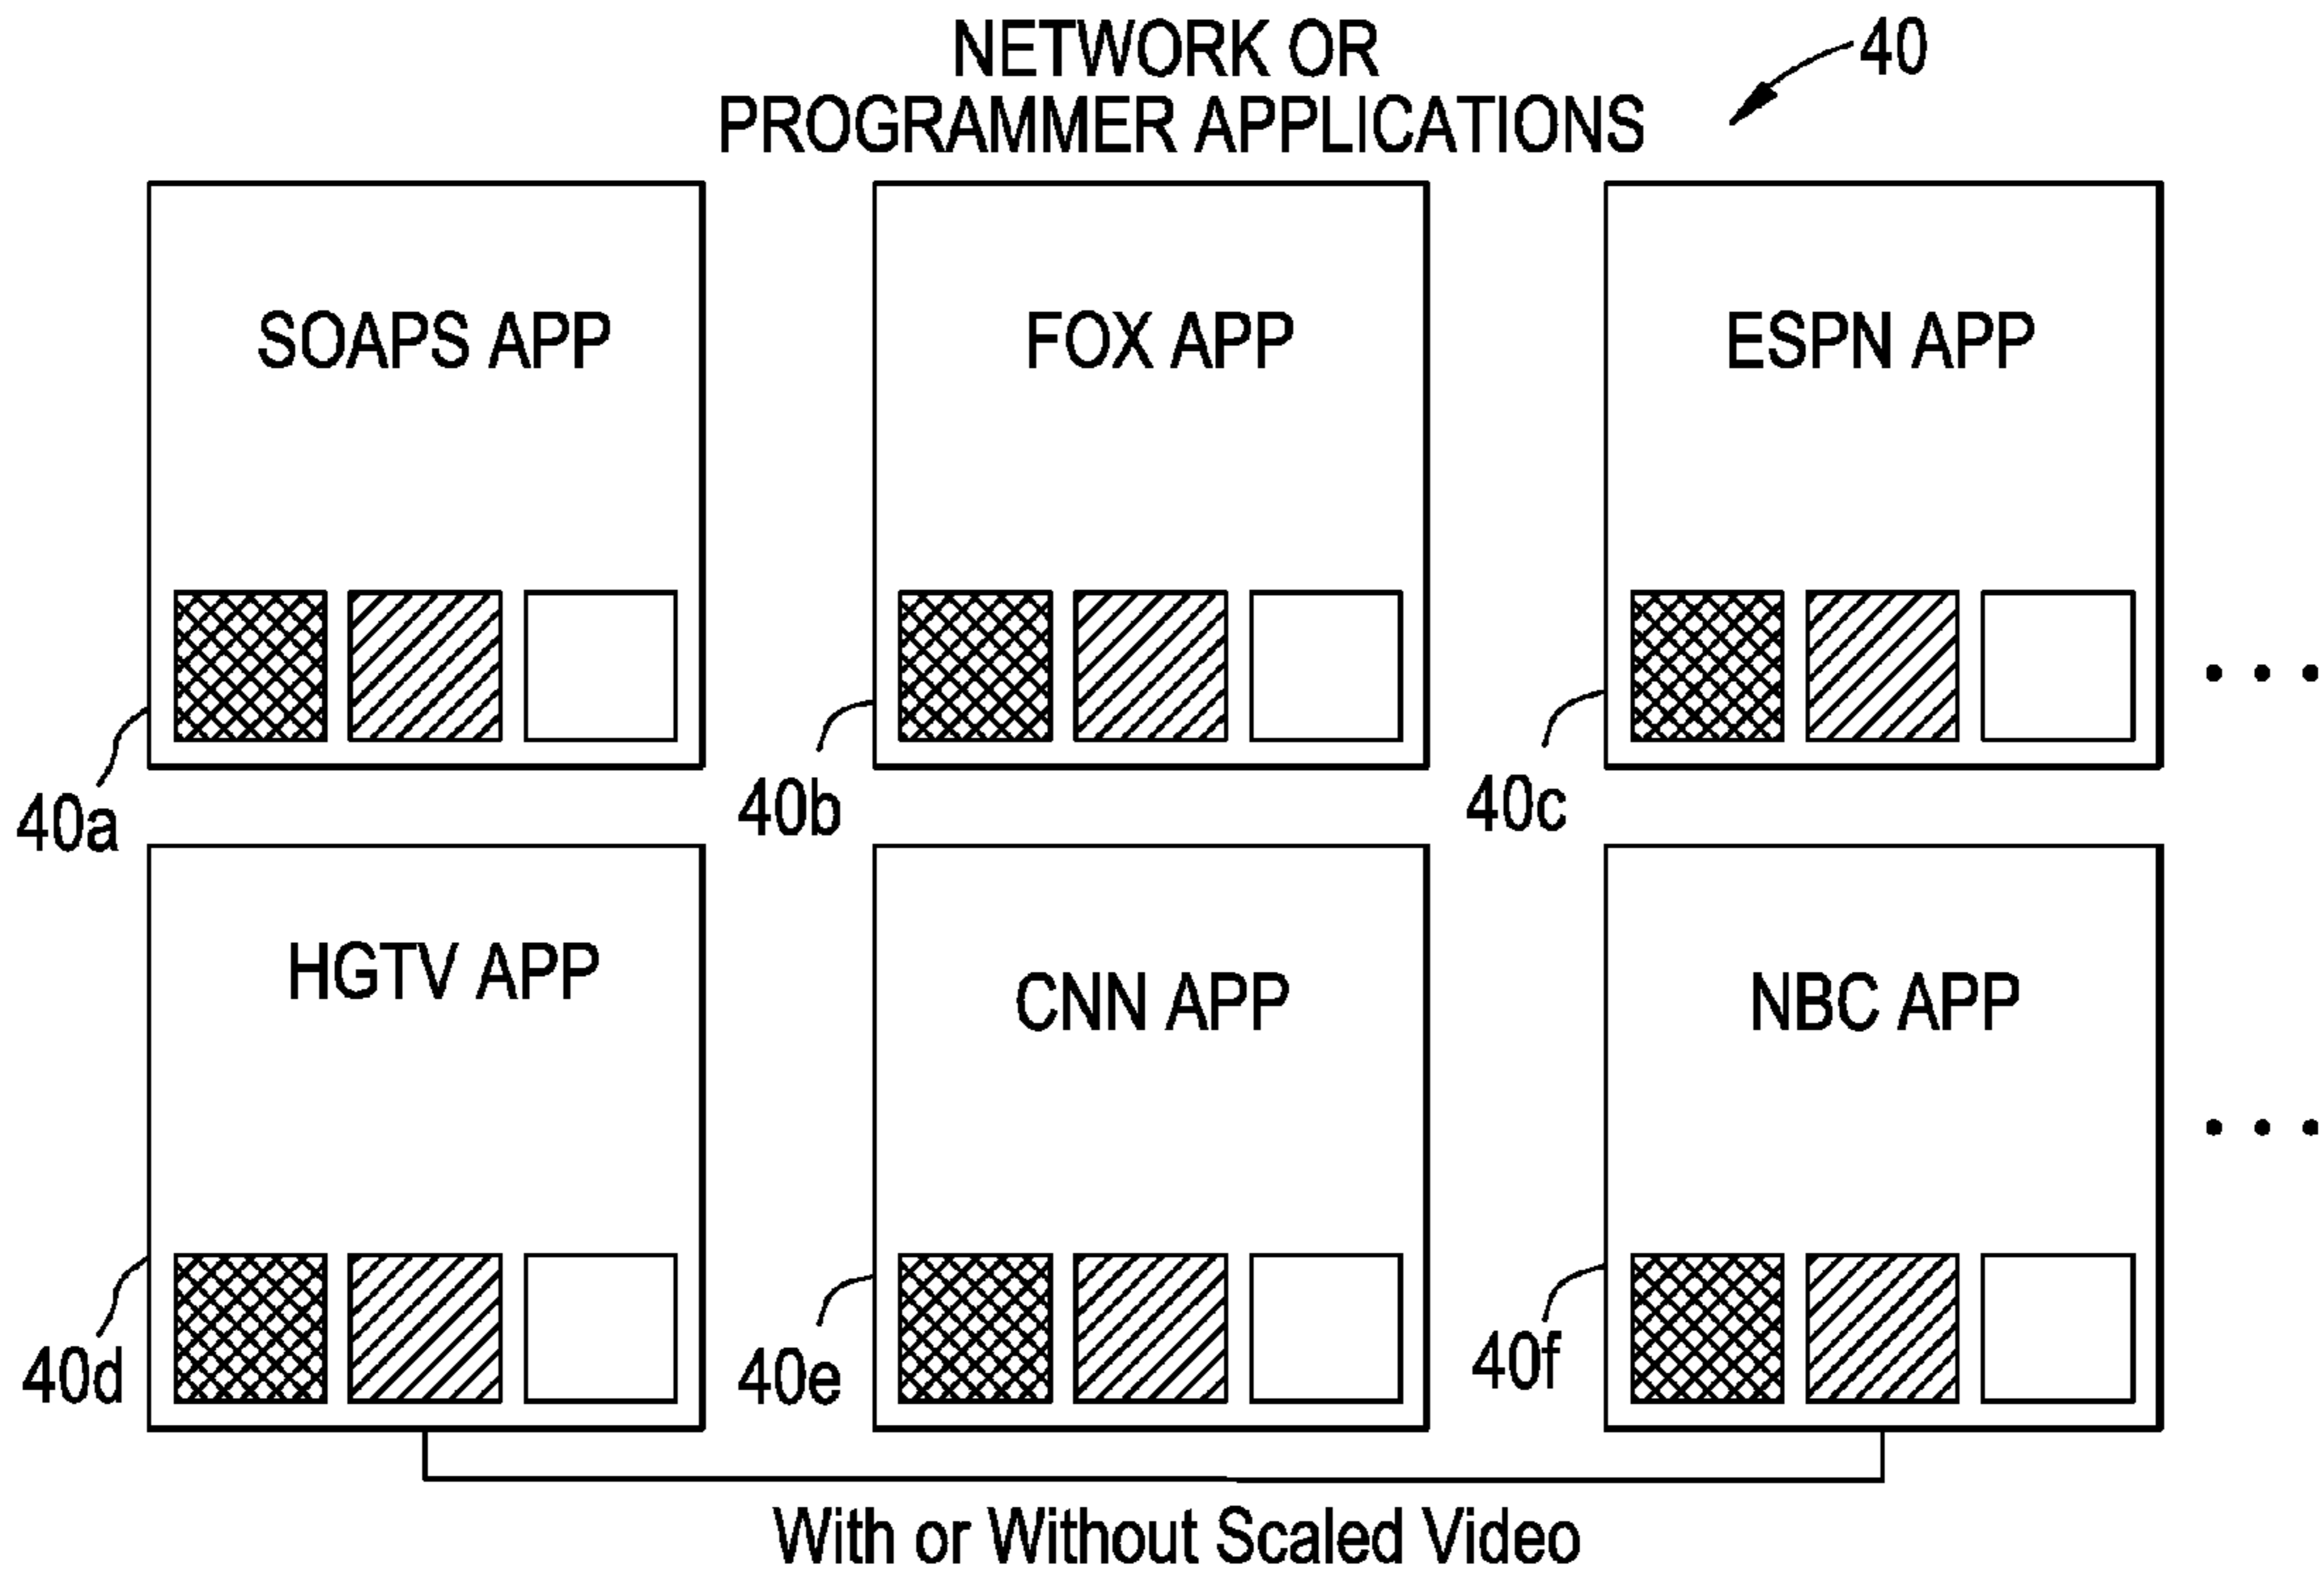 NETWORK OR
PROGRAMMER APPLICATIONS
40
SOAPS APP
FOX APP
ESPN APP
. . .
40a
40b
40c
HGTV APP
CNN APP
NBC APP
. . .
40d
40e
40f
With or Without Scaled Video